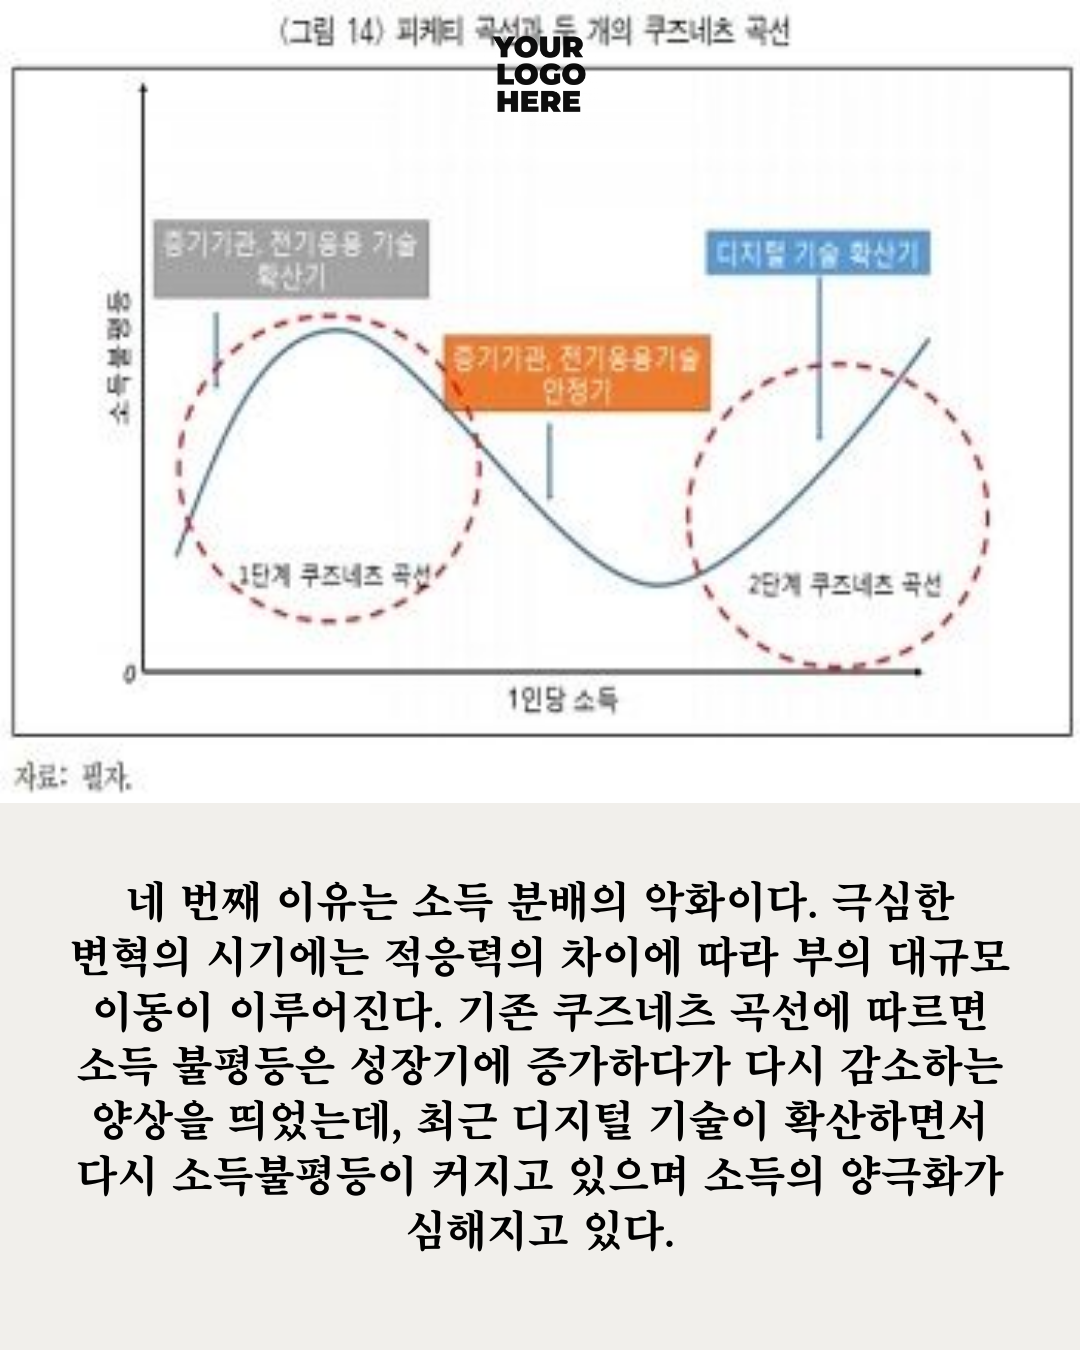 〈그림 14〉 피케티 곡선과 두 개의 쿠즈네츠 곡선
YOUR
LOGO
HERE
증기기관, 전기응용 기술
확산기
디지털 기술 확산기
증기기관, 전기응용기술
안정기
소득불평등
1단계 쿠즈네츠 곡선
2단계 쿠즈네츠 곡선
0
1인당 소득
자료: 필자.
네 번째 이유는 소득 분배의 악화이다. 극심한
변혁의 시기에는 적응력의 차이에 따라 부의 대규모
이동이 이루어진다. 기존 쿠즈네츠 곡선에 따르면
소득 불평등은 성장기에 증가하다가 다시 감소하는
양상을 띄었는데, 최근 디지털 기술이 확산하면서
다시 소득불평등이 커지고 있으며 소득의 양극화가
심해지고 있다.